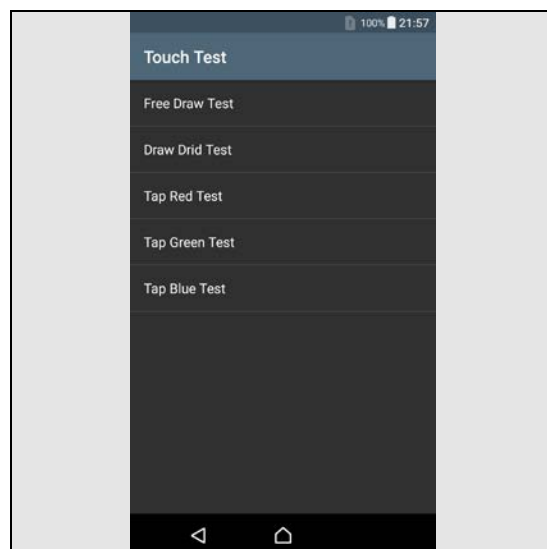 100% 21:57
Touch Test
Free Draw Test
Draw Drid Test
Tap Red Test
Tap Green Test
Tap Blue Test